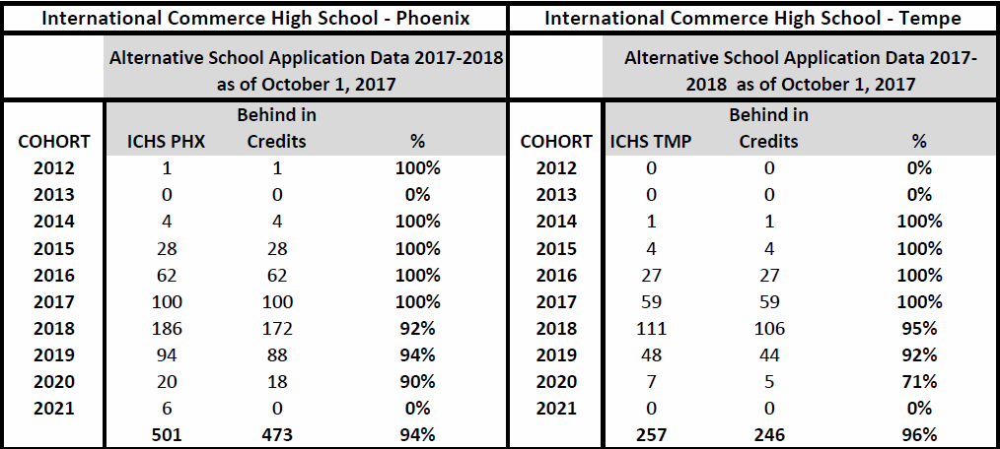 International Commerce High School - Phoenix International Commerce High School - Tempe
Alternative School Application Data 2017-2018 Alternative School Application Data 2017-
as of October 1, 2017 2018 as of October 1, 2017
Behind in Behind in
COHORT ICHS PHX Credits % COHORT ICHS TMP Credits %
2012 1 1 100% 2012 0 0 0%
2013 0 0 0% 2013 0 0 0%
2014 4 4 100% 2014 1 1 100%
2015 28 28 100% 2015 4 4 100%
2016 62 62 100% 2016 27 27 100%
2017 100 100 100% 2017 59 59 100%
2018 186 172 92% 2018 111 106 95%
2019 94 88 94% 2019 48 44 92%
2020 20 18 90% 2020 7 5 71%
2021 6 0 0% 2021 0 0 0%
501 473 94% 257 246 96%